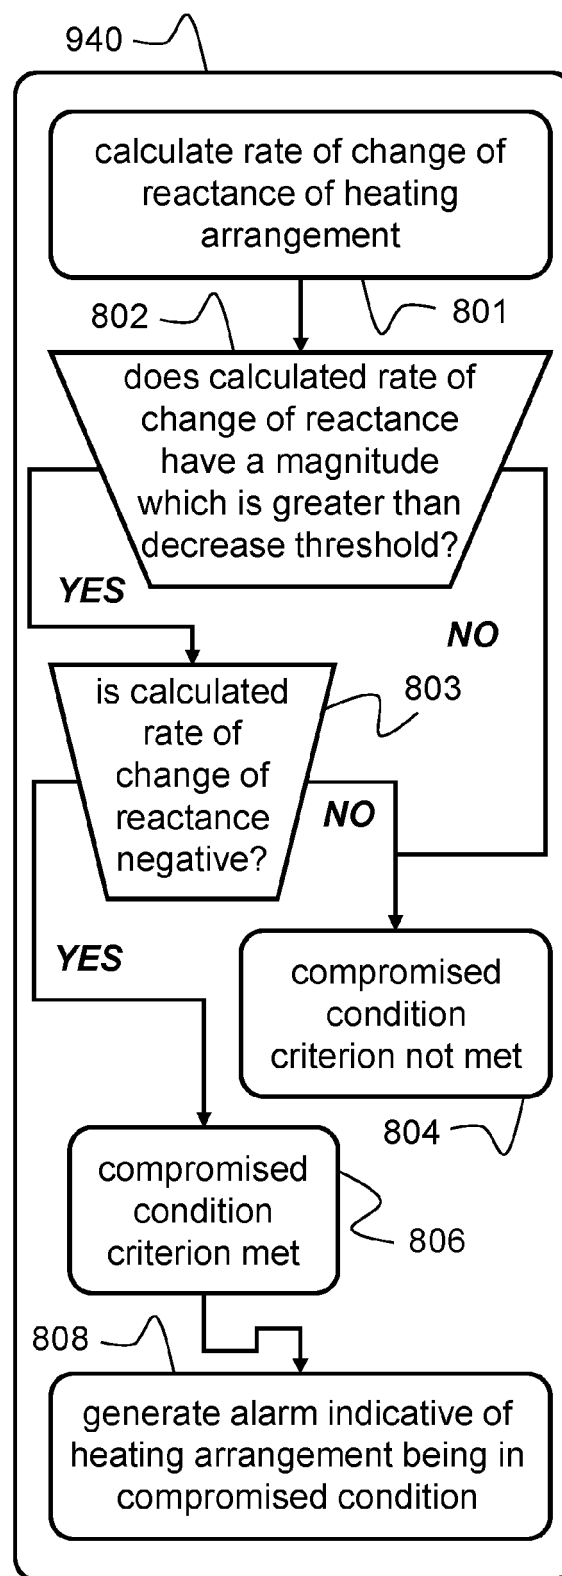 940
calculate rate of change of
reactance of heating
arrangement
802
801
does calculated rate of
change of reactance
have a magnitude
which is greater than
decrease threshold?
YES
NO
is calculated
rate of
change of
reactance
negative?
803
NO
YES
compromised
condition
criterion not met
804
compromised
condition
criterion met
806
808
generate alarm indicative of
heating arrangement being in
compromised condition